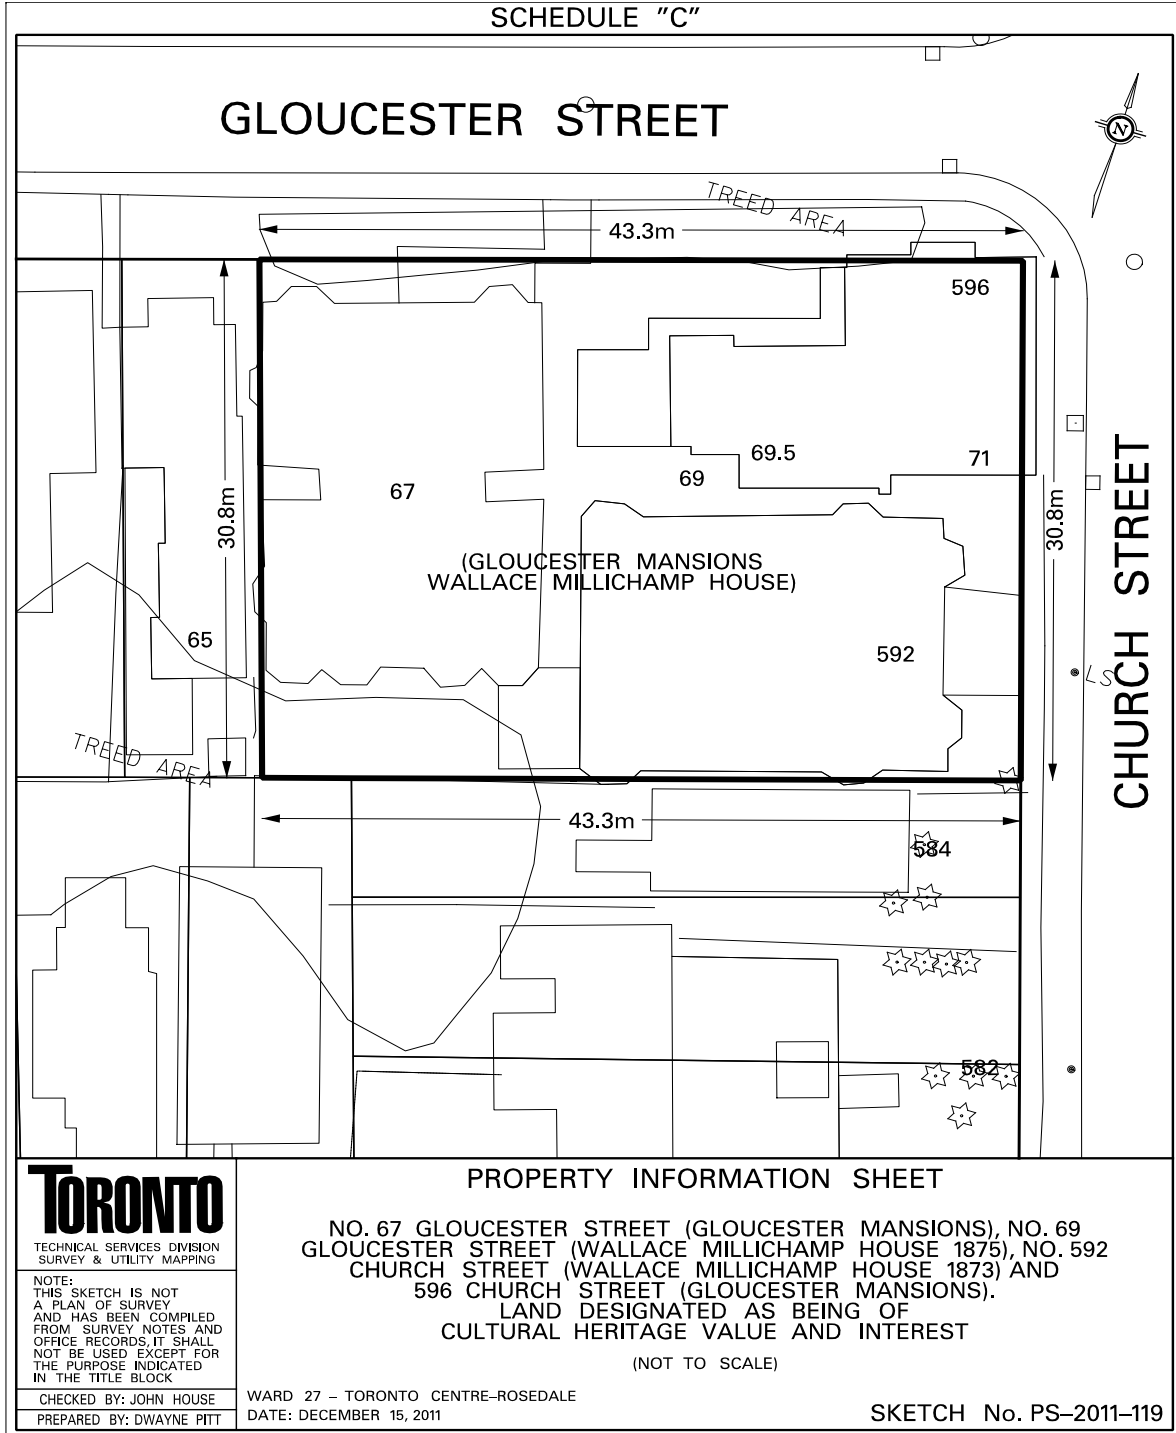 SCHEDULE "C"
GLOUCESTER STREET
N
TREED AREA
43.3m
596
30.8m
30.8m
67
69
69.5
71
(GLOUCESTER MANSIONS
WALLACE MILLICHAMP HOUSE)
65
592
CHURCH STREET
LS
TREED AREA
43.3m
584
582
TORONTO
TECHNICAL SERVICES DIVISION
SURVEY & UTILITY MAPPING
NOTE:
THIS SKETCH IS NOT
A PLAN OF SURVEY
AND HAS BEEN COMPILED
FROM SURVEY NOTES AND
OFFICE RECORDS, IT SHALL
NOT BE USED EXCEPT FOR
THE PURPOSE INDICATED
IN THE TITLE BLOCK
CHECKED BY: JOHN HOUSE
PREPARED BY: DWAYNE PITT
PROPERTY INFORMATION SHEET
NO. 67 GLOUCESTER STREET (GLOUCESTER MANSIONS), NO. 69
GLOUCESTER STREET (WALLACE MILLICHAMP HOUSE 1875), NO. 592
CHURCH STREET (WALLACE MILLICHAMP HOUSE 1873) AND
596 CHURCH STREET (GLOUCESTER MANSIONS).
LAND DESIGNATED AS BEING OF
CULTURAL HERITAGE VALUE AND INTEREST
(NOT TO SCALE)
WARD 27 – TORONTO CENTRE–ROSEDALE
DATE: DECEMBER 15, 2011
SKETCH No. PS–2011–119